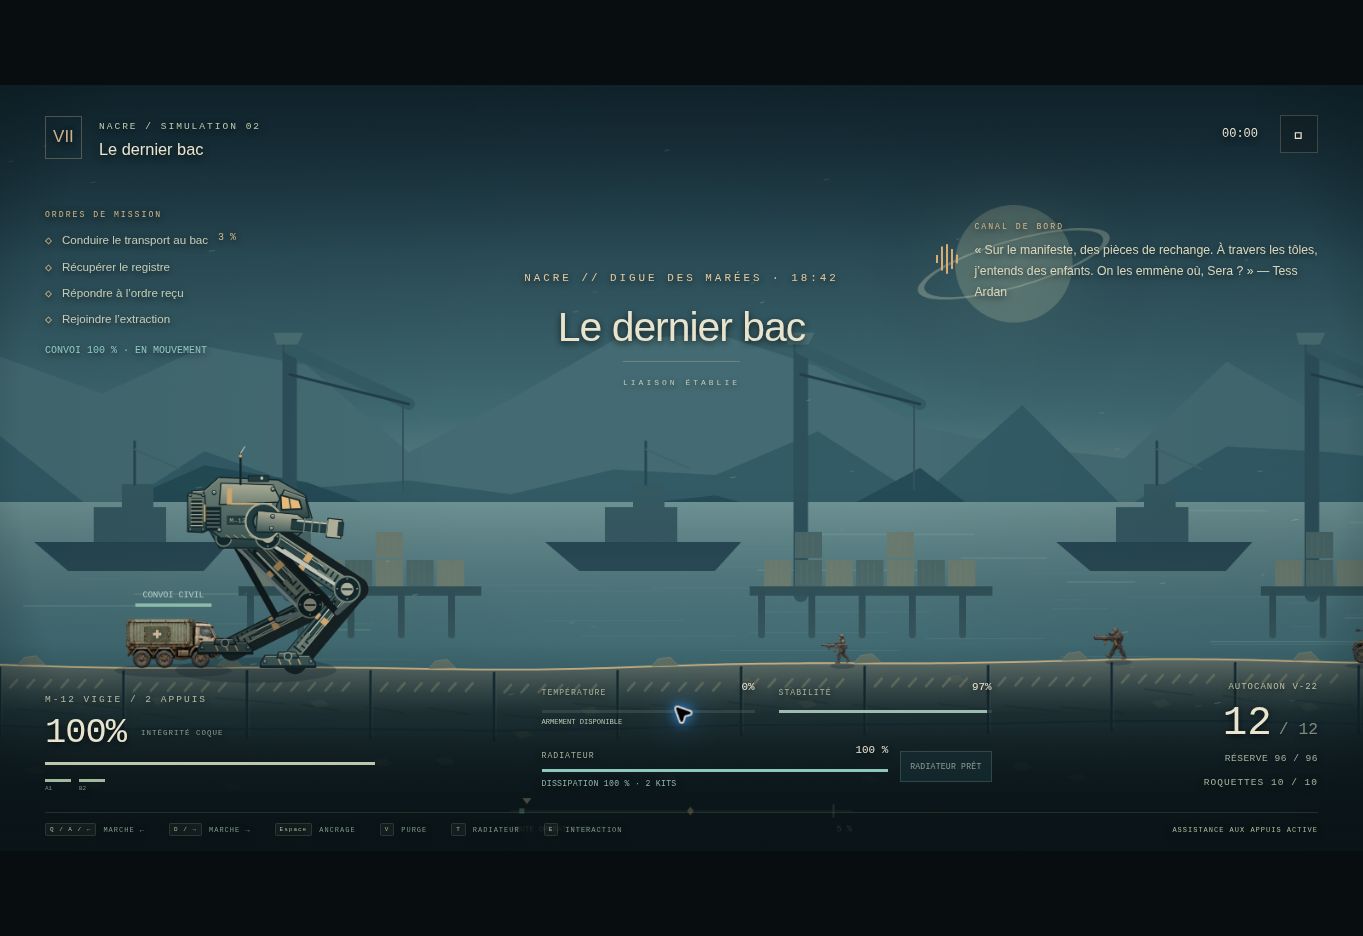 VII
NACRE / SIMULATION 02
Le dernier bac
00:00
ORDRES DE MISSION
Conduire le transport au bac 3 %
Récupérer le registre
Répondre à l'ordre reçu
Rejoindre l'extraction
CONVOI 100 % · EN MOUVEMENT
CANAL DE BORD
« Sur le manifeste, des pièces de rechange. À travers les tôles,
j'entends des enfants. On les emmène où, Sera ? » — Tess
Ardan
NACRE // DIGUE DES MARÉES · 18:42
Le dernier bac
LIAISON ÉTABLIE
M-12
CONVOI CIVIL
M-12 VIGIE / 2 APPUIS
100% INTÉGRITÉ COQUE
A1 B2
TEMPÉRATURE 0%
ARMEMENT DISPONIBLE
STABILITÉ 97%
RADIATEUR 100 %
DISSIPATION 100 % · 2 KITS
RADIATEUR PRÊT
AUTOCANON V-22
12 / 12
RÉSERVE 96 / 96
ROQUETTES 10 / 10
5 %
Q / A / ← MARCHE ← D / → MARCHE → Espace ANCRAGE V PURGE T RADIATEUR E INTERACTION
ASSISTANCE AUX APPUIS ACTIVE